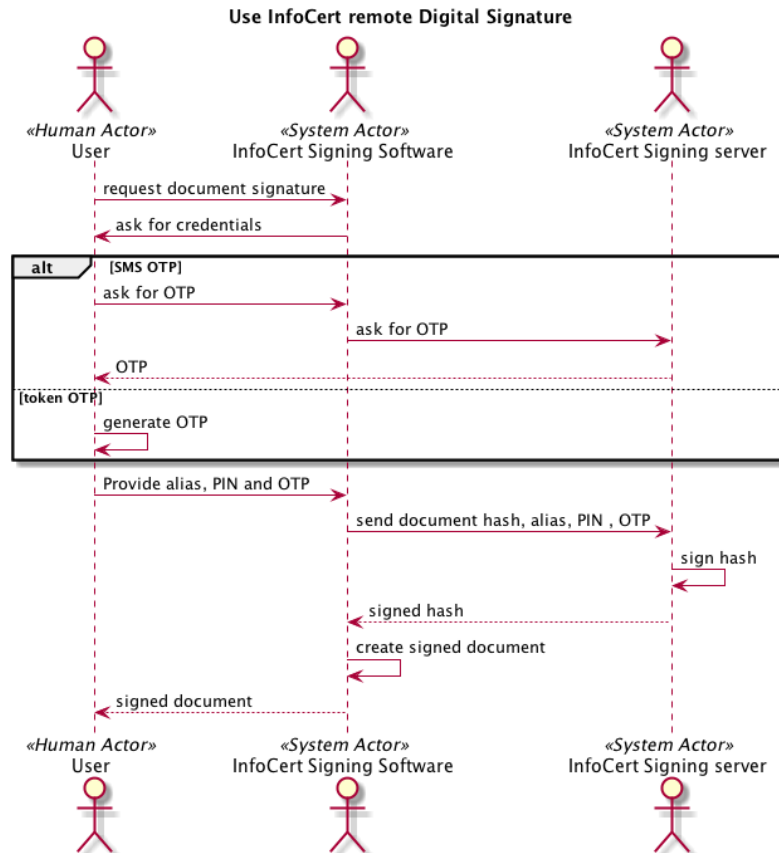 Use InfoCert remote Digital Signature
«Human Actor» «System Actor» «System Actor»
User InfoCert Signing Software InfoCert Signing server
request document signature
ask for credentials
alt [SMS OTP]
ask for OTP
ask for OTP
OTP
[token OTP]
generate OTP
Provide alias, PIN and OTP
send document hash, alias, PIN , OTP
sign hash
signed hash
create signed document
signed document
«Human Actor» «System Actor» «System Actor»
User InfoCert Signing Software InfoCert Signing server